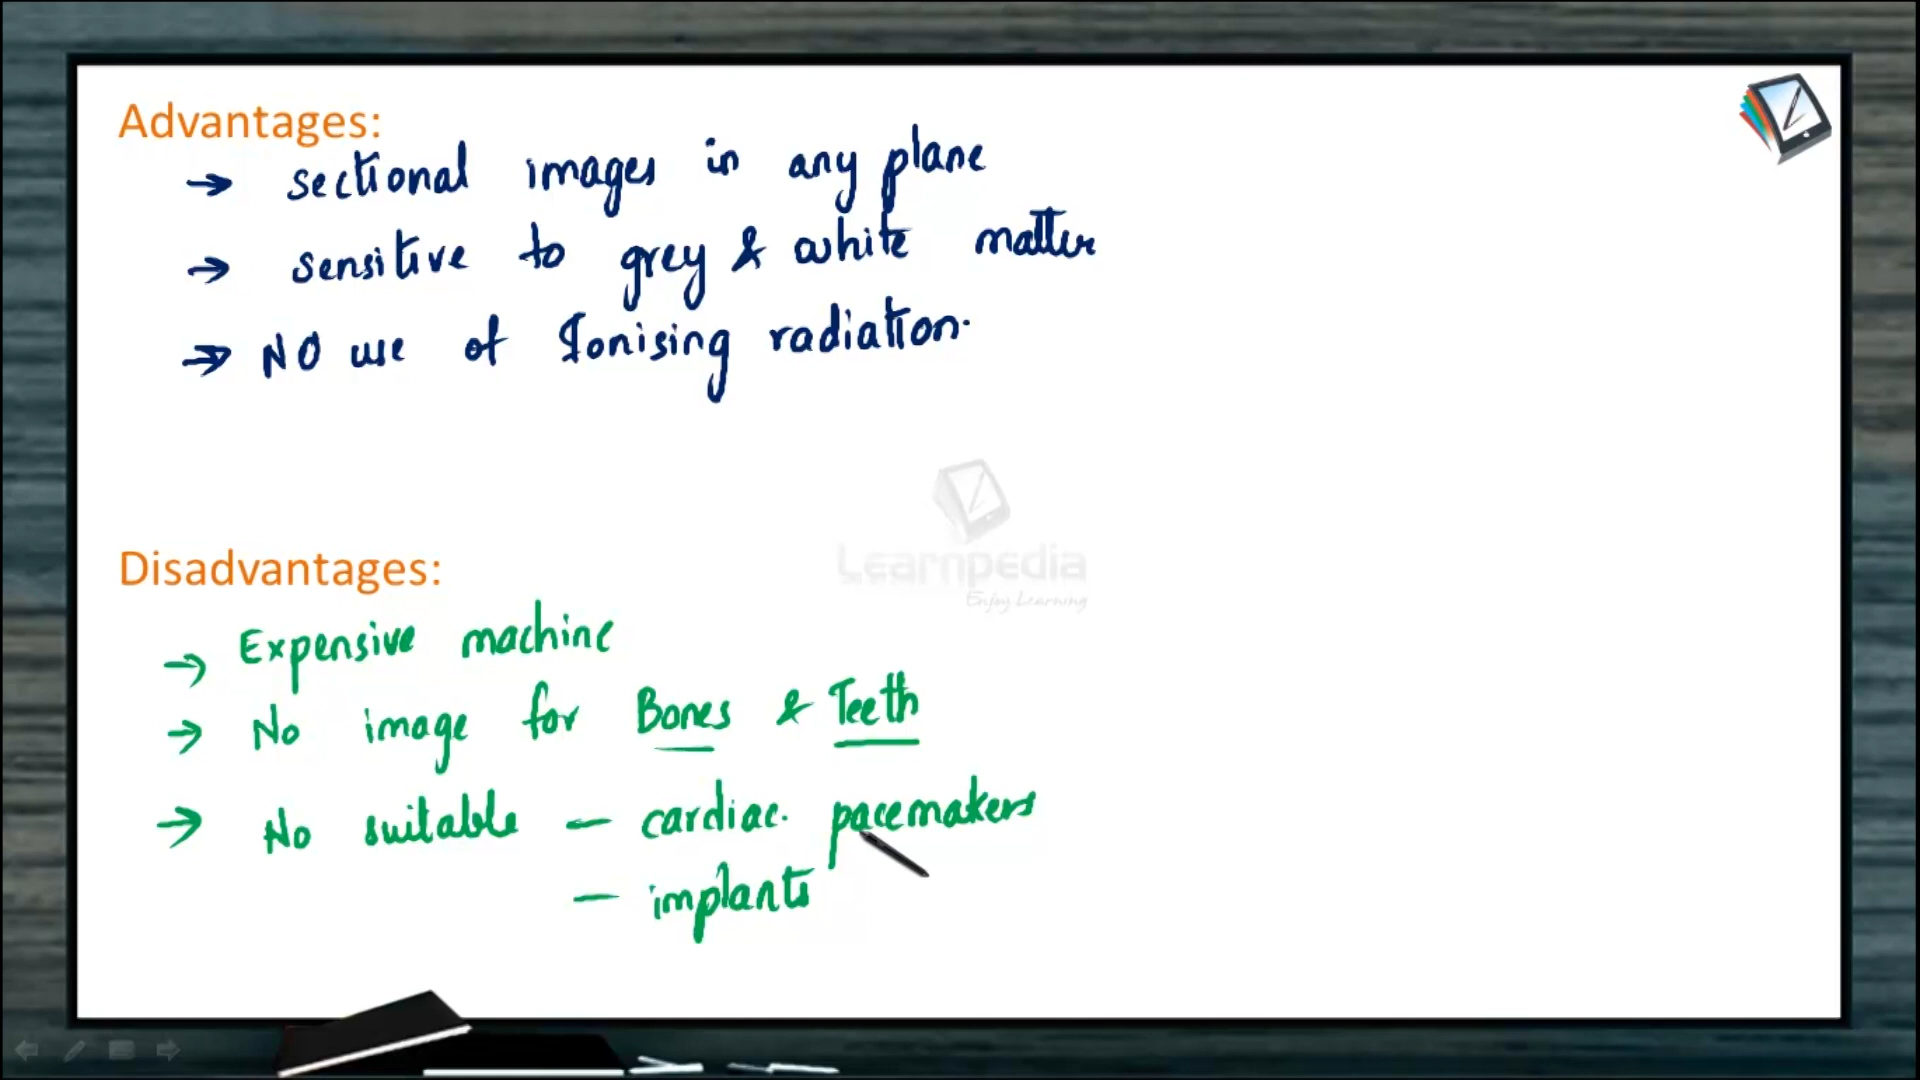 Advantages:
→ sectional images in any plane
→ sensitive to grey & white matter
→ NO use of Ionising radiation.
Learnpedia
Enjoy Learning
Disadvantages:
→ Expensive machine
→ No image for Bones & Teeth
→ No suitable – cardiac. pacemakers
– implants